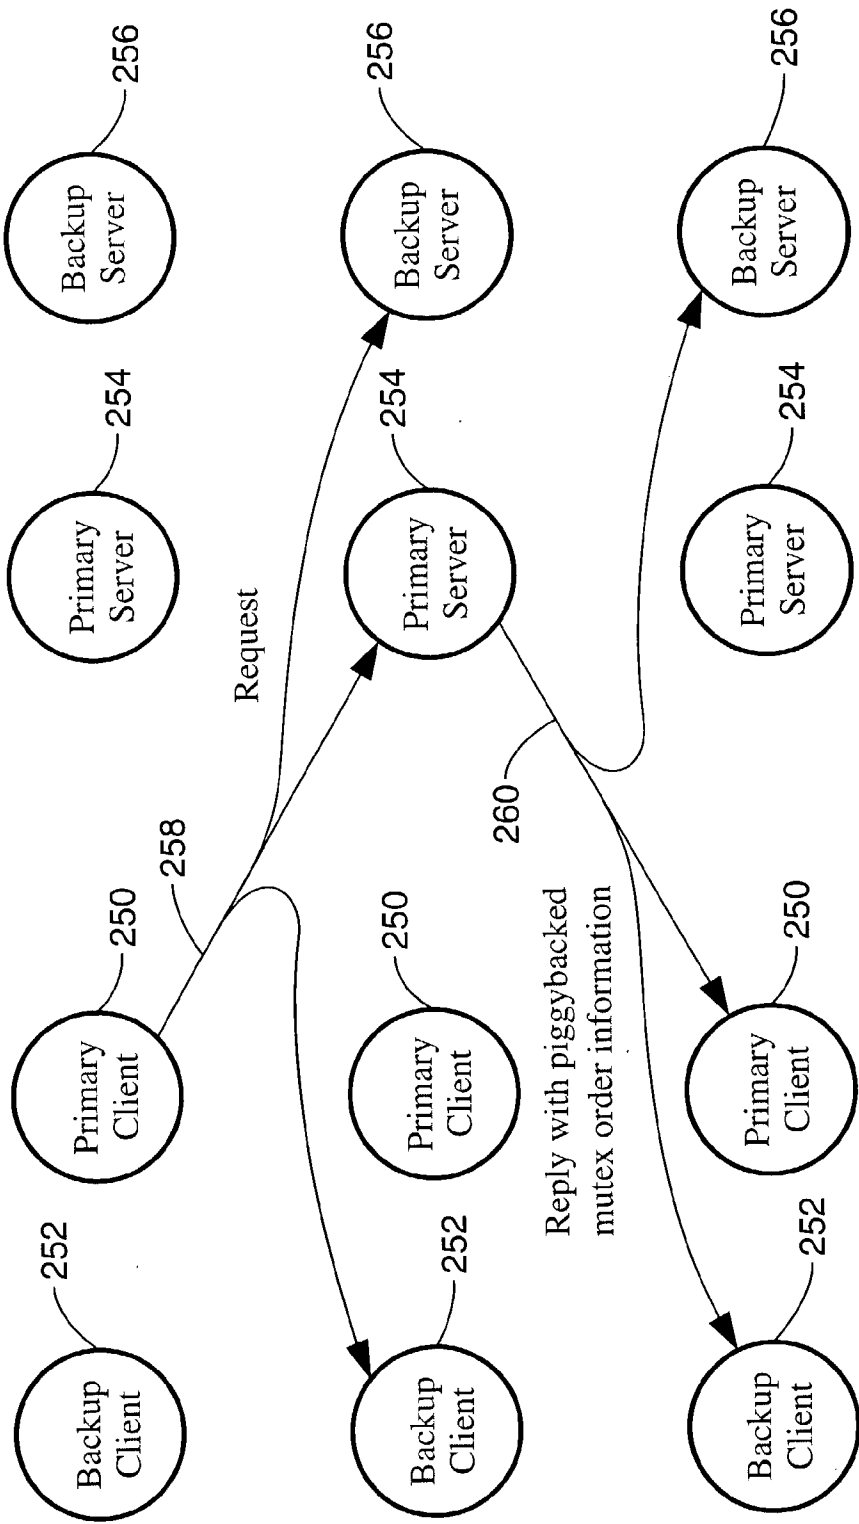 252
Backup
Client
250
Primary
Client
254
Primary
Server
256
Backup
Server
258
Request
252
Backup
Client
250
Primary
Client
254
Primary
Server
256
Backup
Server
260
Reply with piggybacked
mutex order information
252
Backup
Client
250
Primary
Client
254
Primary
Server
256
Backup
Server